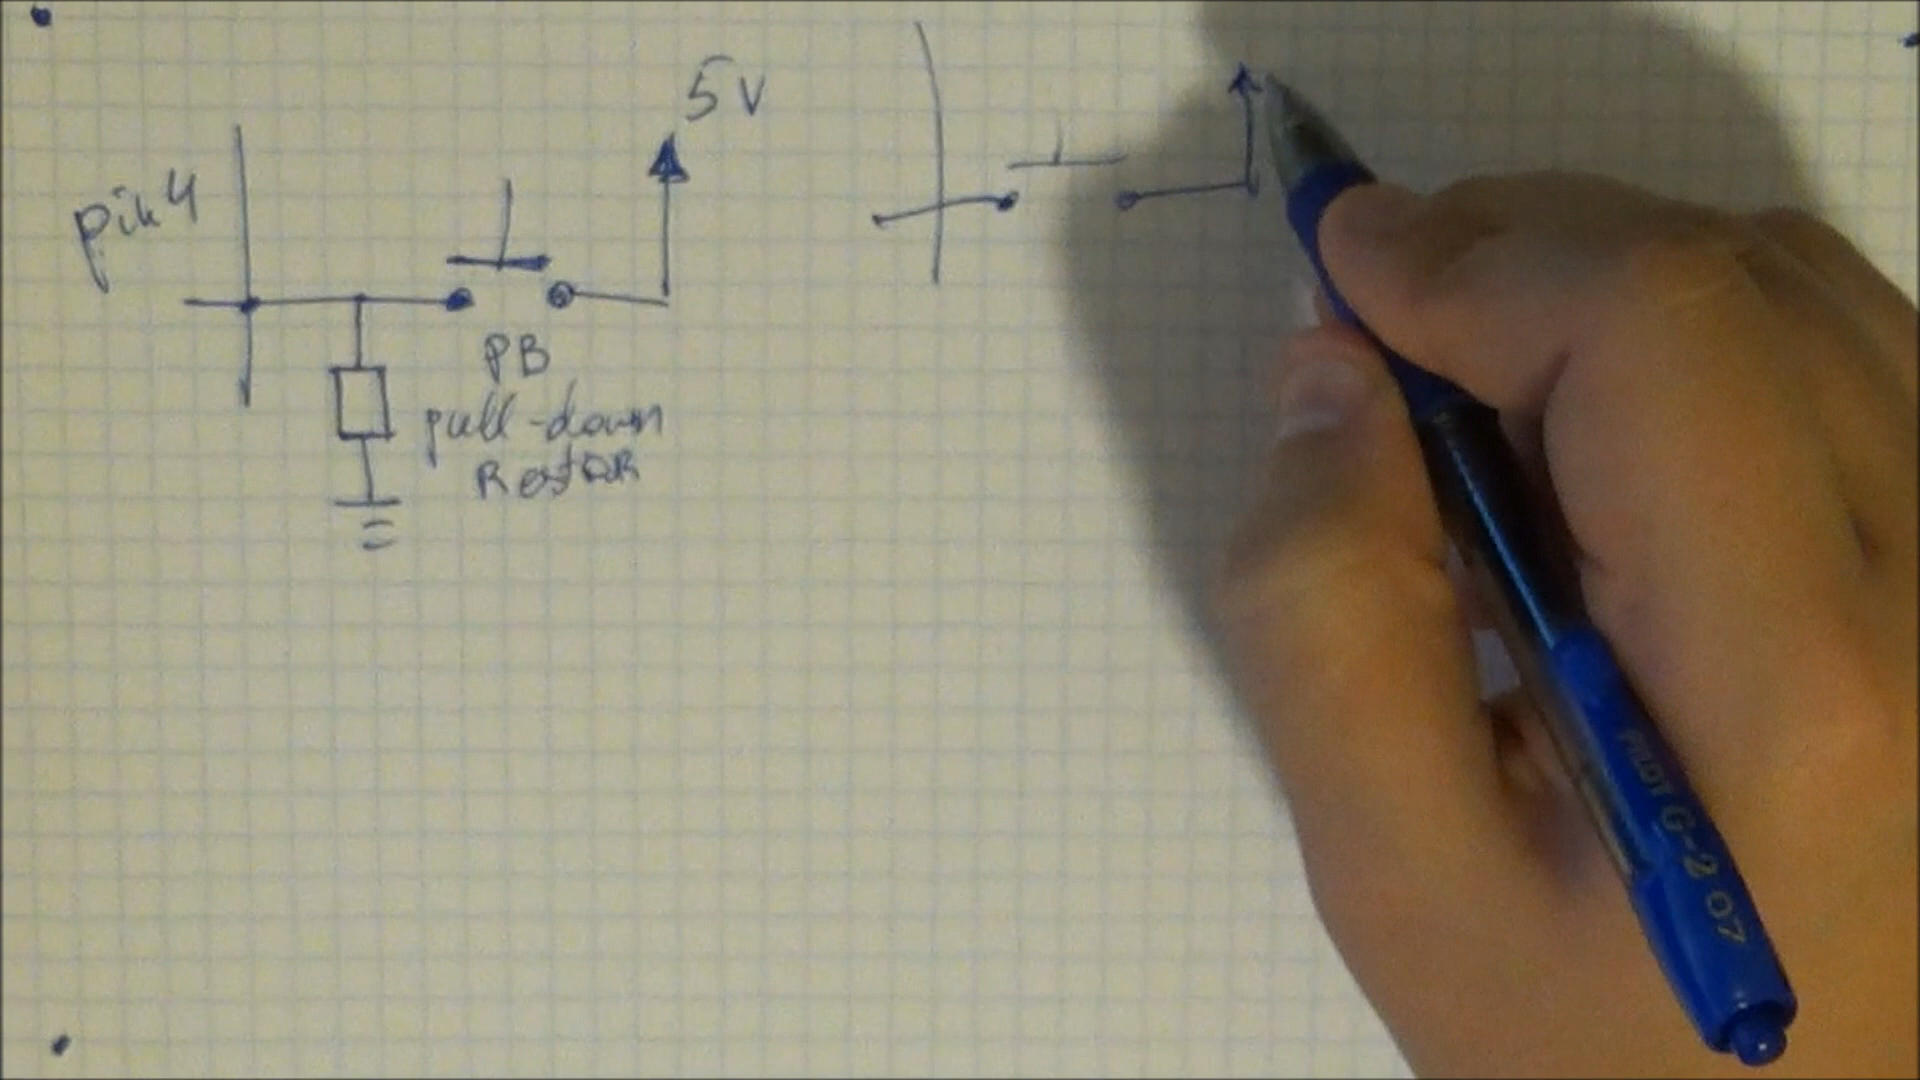 5V
pin4
PB
pull-down
RestoR
PILOT G-2 07